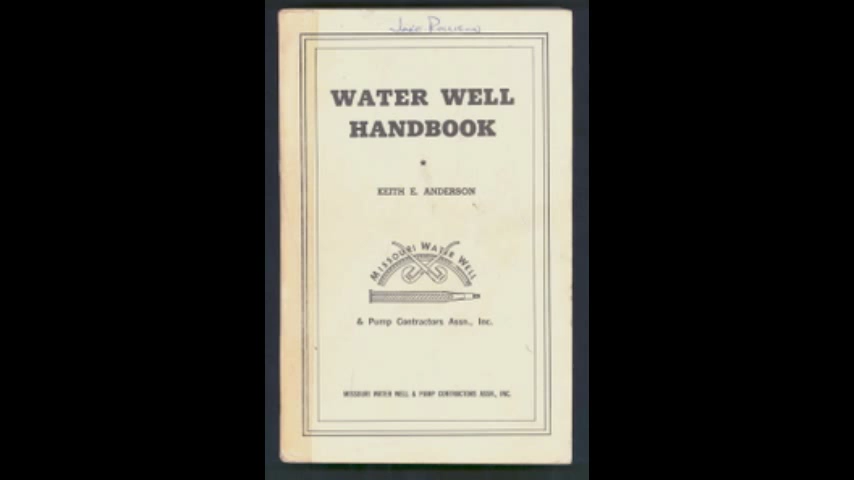 WATER WELL
HANDBOOK
KEITH E. ANDERSON
MISSOURI WATER WELL
& Pump Contractors Assn., Inc.
MISSOURI WATER WELL & PUMP CONTRACTORS ASSN., INC.